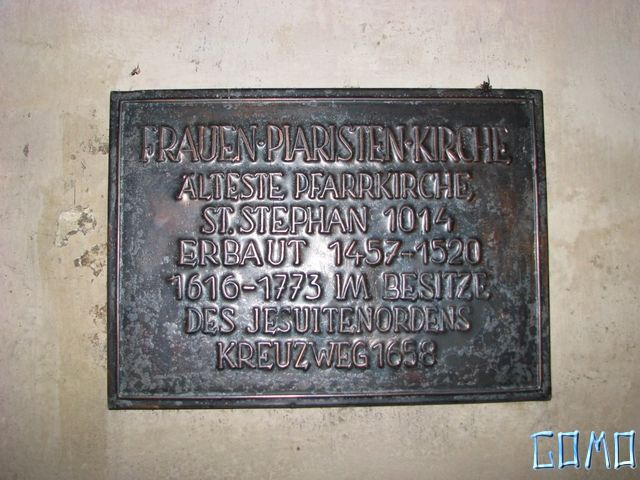 FRAUEN·PIARISTEN·KIRCHE
ÄLTESTE PFARRKIRCHE,
ST. STEPHAN 1014
ERBAUT 1457-1520
1616-1773 IM BESITZE
DES JESUITENORDENS
KREUZWEG 1658
GOMO